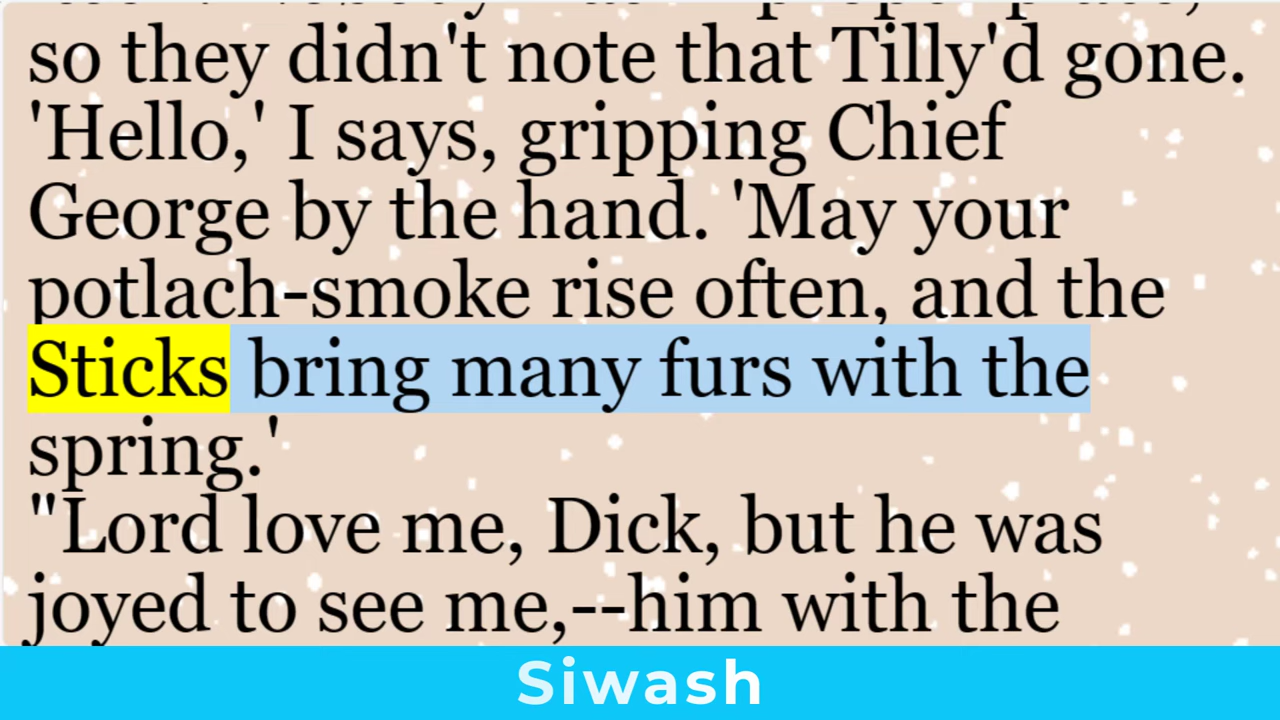 so they didn't note that Tilly'd gone.
'Hello,' I says, gripping Chief
George by the hand. 'May your
potlach-smoke rise often, and the
Sticks bring many furs with the
spring.'
"Lord love me, Dick, but he was
joyed to see me,--him with the
Siwash